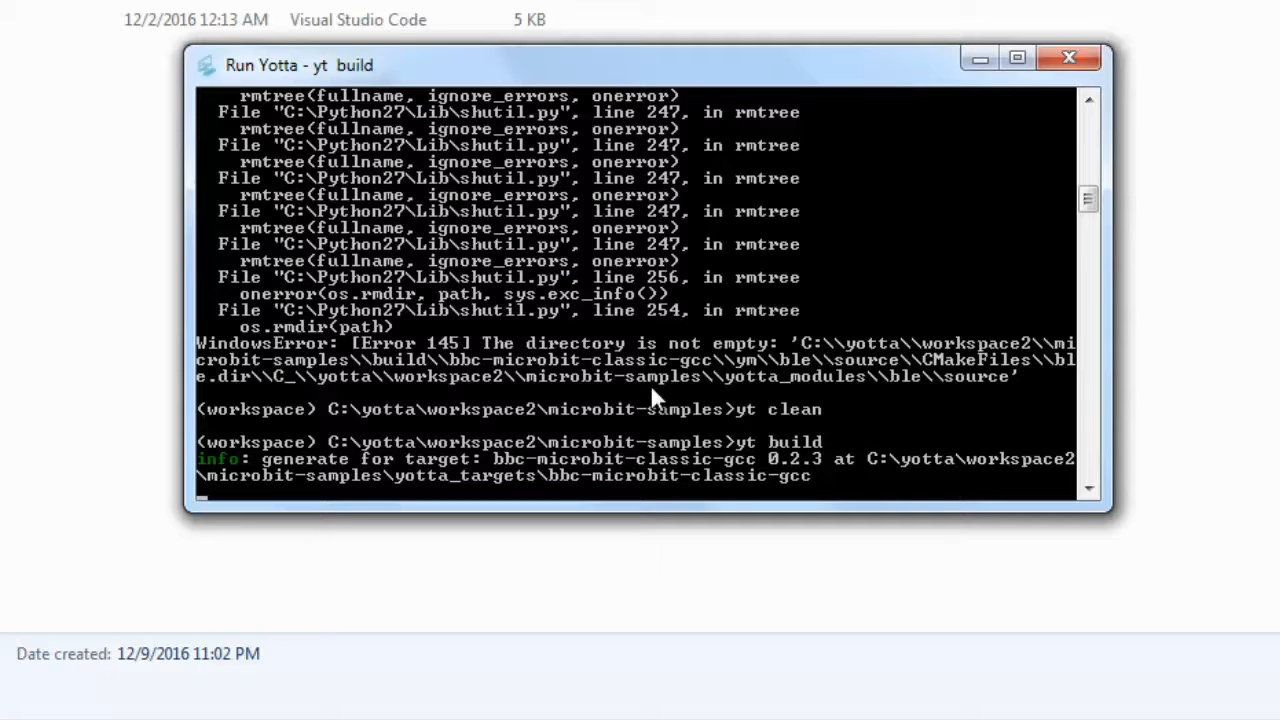 12/2/2016 12:13 AM Visual Studio Code 5 KB
Run Yotta - yt build
rmtree(fullname, ignore_errors, onerror)
File "C:\Python27\Lib\shutil.py", line 247, in rmtree
rmtree(fullname, ignore_errors, onerror)
File "C:\Python27\Lib\shutil.py", line 247, in rmtree
rmtree(fullname, ignore_errors, onerror)
File "C:\Python27\Lib\shutil.py", line 247, in rmtree
rmtree(fullname, ignore_errors, onerror)
File "C:\Python27\Lib\shutil.py", line 247, in rmtree
rmtree(fullname, ignore_errors, onerror)
File "C:\Python27\Lib\shutil.py", line 247, in rmtree
rmtree(fullname, ignore_errors, onerror)
File "C:\Python27\Lib\shutil.py", line 256, in rmtree
onerror(os.rmdir, path, sys.exc_info())
File "C:\Python27\Lib\shutil.py", line 254, in rmtree
os.rmdir(path)
WindowsError: [Error 145] The directory is not empty: 'C:\\yotta\\workspace2\\mi
crobit-samples\\build\\bbc-microbit-classic-gcc\\ym\\ble\\source\\CMakeFiles\\bl
e.dir\\C_\\yotta\\workspace2\\microbit-samples\\yotta_modules\\ble\\source'
(workspace) C:\yotta\workspace2\microbit-samples>yt clean
(workspace) C:\yotta\workspace2\microbit-samples>yt build
info: generate for target: bbc-microbit-classic-gcc 0.2.3 at C:\yotta\workspace2
\microbit-samples\yotta_targets\bbc-microbit-classic-gcc
Date created: 12/9/2016 11:02 PM